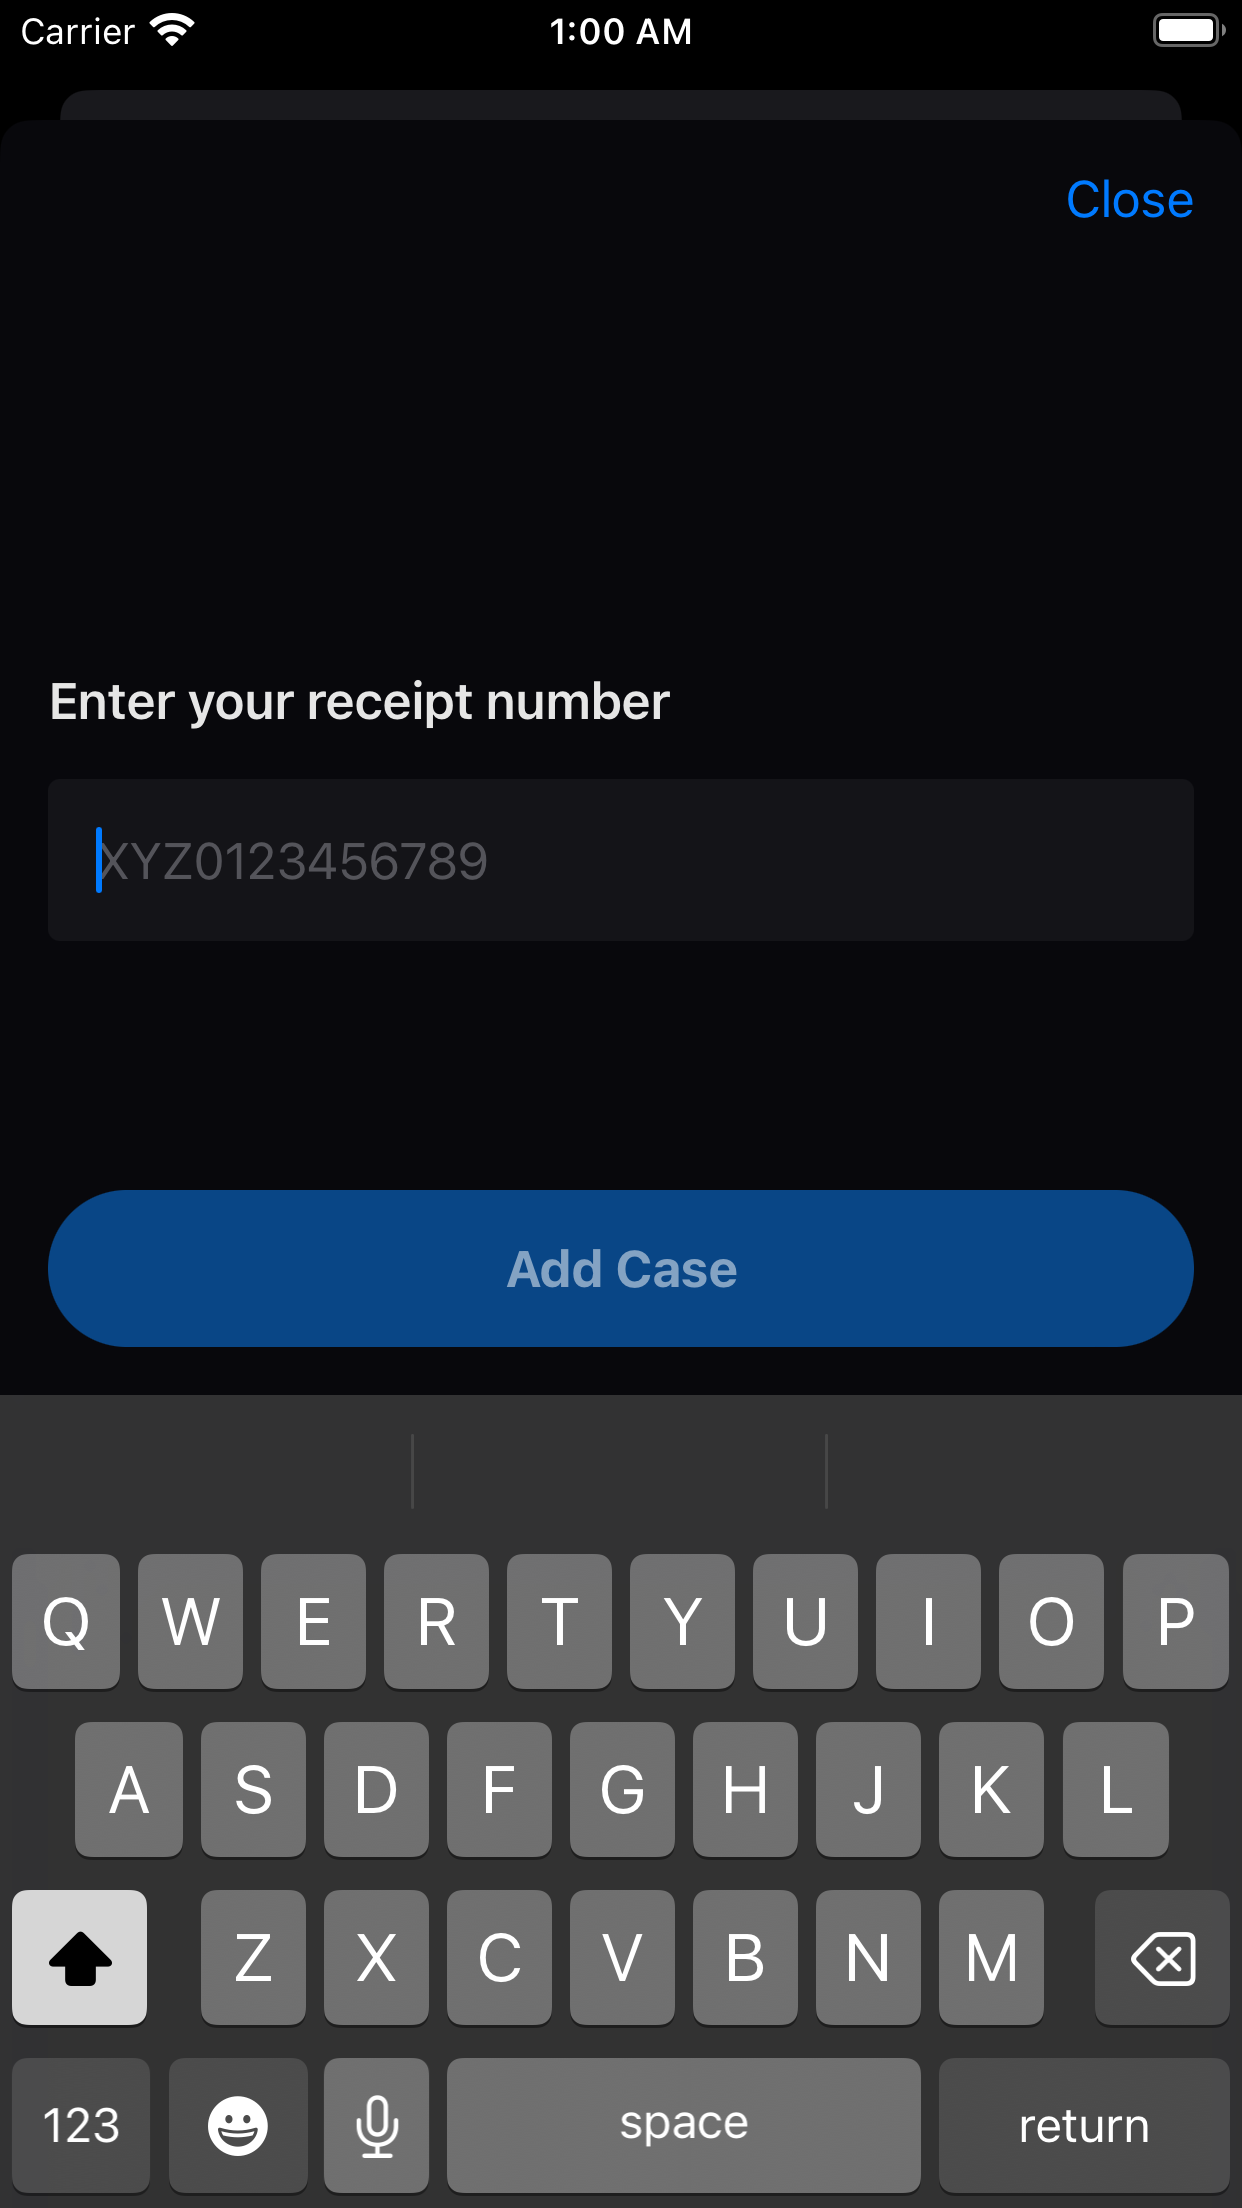 Carrier 1:00 AM
Close
Enter your receipt number
XYZ0123456789
Add Case
Q W E R T Y U I O P
A S D F G H J K L
Z X C V B N M
123 space return